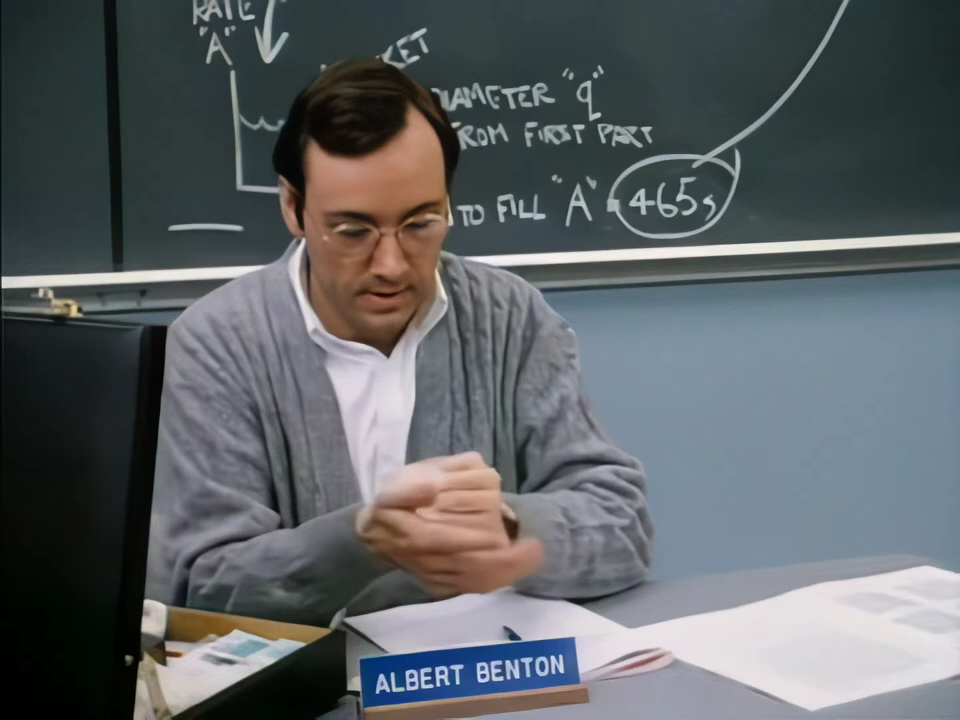 RATE
"A"
DIAMETER "q"
FROM FIRST PART
TO FILL "A" = 465s
ALBERT BENTON